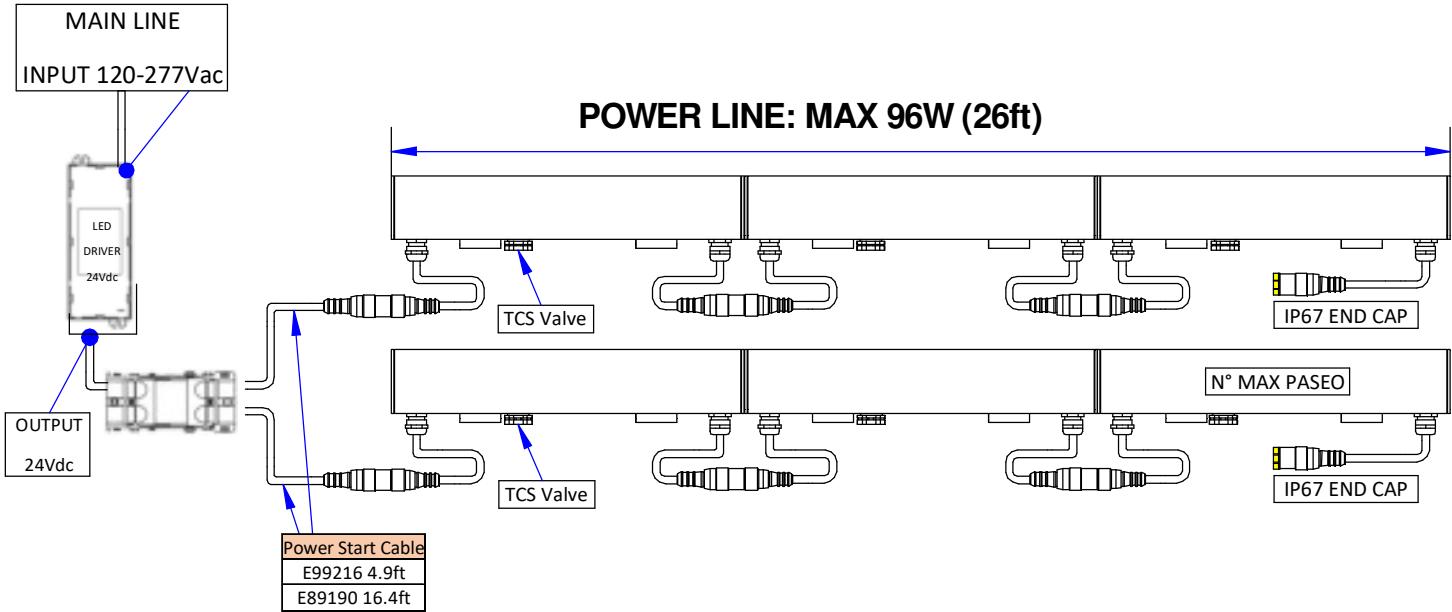 MAIN LINE
INPUT 120-277Vac
POWER LINE: MAX 96W (26ft)
LED
DRIVER
24Vdc
TCS Valve
IP67 END CAP
N° MAX PASEO
OUTPUT
24Vdc
TCS Valve
IP67 END CAP
Power Start Cable
E99216 4.9ft
E89190 16.4ft